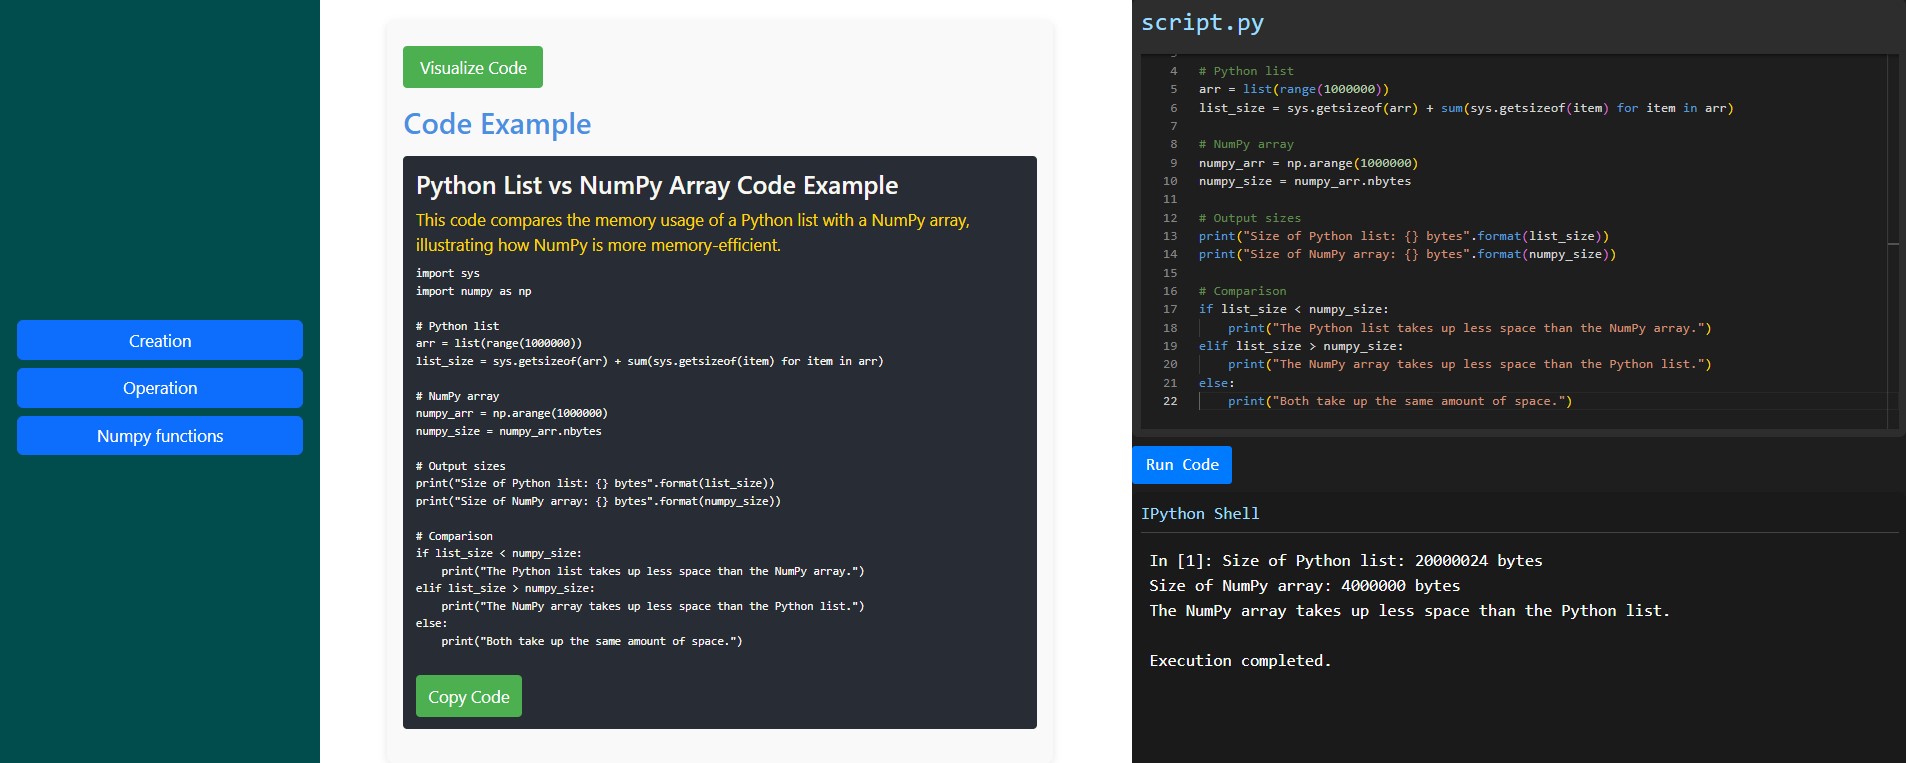 Creation
Operation
Numpy functions
Visualize Code
Code Example
Python List vs NumPy Array Code Example
This code compares the memory usage of a Python list with a NumPy array,
illustrating how NumPy is more memory-efficient.
import sys
import numpy as np
# Python list
arr = list(range(1000000))
list_size = sys.getsizeof(arr) + sum(sys.getsizeof(item) for item in arr)
# NumPy array
numpy_arr = np.arange(1000000)
numpy_size = numpy_arr.nbytes
# Output sizes
print("Size of Python list: {} bytes".format(list_size))
print("Size of NumPy array: {} bytes".format(numpy_size))
# Comparison
if list_size < numpy_size:
    print("The Python list takes up less space than the NumPy array.")
elif list_size > numpy_size:
    print("The NumPy array takes up less space than the Python list.")
else:
    print("Both take up the same amount of space.")
Copy Code
script.py
4 # Python list
5 arr = list(range(1000000))
6 list_size = sys.getsizeof(arr) + sum(sys.getsizeof(item) for item in arr)
7
8 # NumPy array
9 numpy_arr = np.arange(1000000)
10 numpy_size = numpy_arr.nbytes
11
12 # Output sizes
13 print("Size of Python list: {} bytes".format(list_size))
14 print("Size of NumPy array: {} bytes".format(numpy_size))
15
16 # Comparison
17 if list_size < numpy_size:
18     print("The Python list takes up less space than the NumPy array.")
19 elif list_size > numpy_size:
20     print("The NumPy array takes up less space than the Python list.")
21 else:
22     print("Both take up the same amount of space.")
Run Code
IPython Shell
In [1]: Size of Python list: 20000024 bytes
Size of NumPy array: 4000000 bytes
The NumPy array takes up less space than the Python list.
Execution completed.